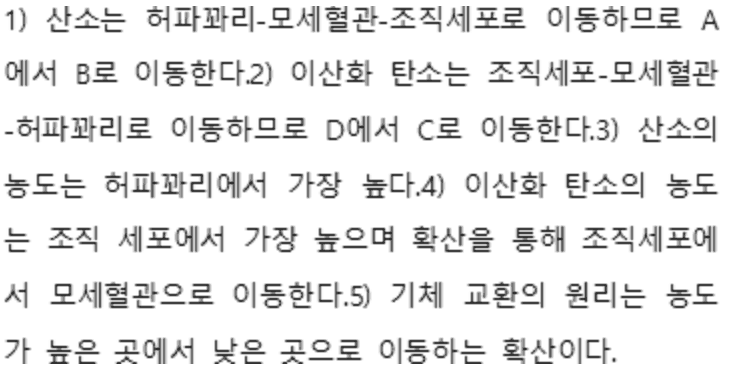 1) 산소는 허파꽈리-모세혈관-조직세포로 이동하므로 A
에서 B로 이동한다.2) 이산화 탄소는 조직세포-모세혈관
-허파꽈리로 이동하므로 D에서 C로 이동한다.3) 산소의
농도는 허파꽈리에서 가장 높다.4) 이산화 탄소의 농도
는 조직 세포에서 가장 높으며 확산을 통해 조직세포에
서 모세혈관으로 이동한다.5) 기체 교환의 원리는 농도
가 높은 곳에서 낮은 곳으로 이동하는 확산이다.